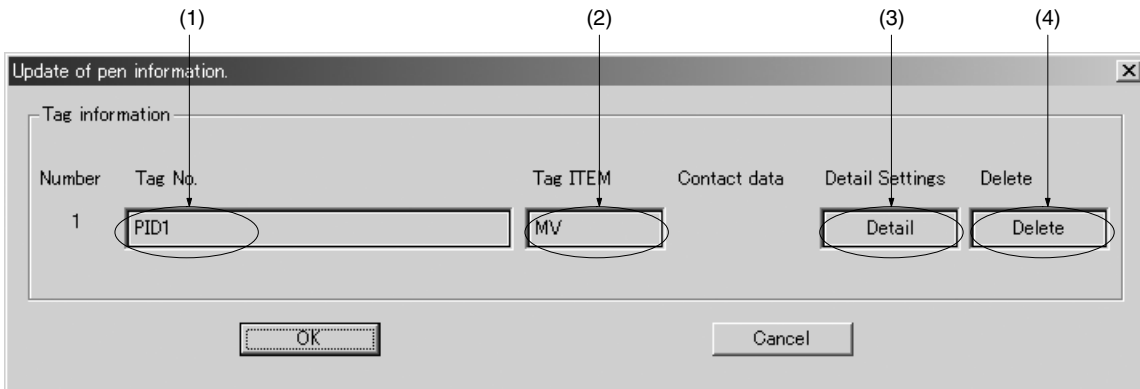 (1) (2) (3) (4)
Update of pen information.
Tag information
Number Tag No. Tag ITEM Contact data Detail Settings Delete
1 PID1 MV Detail Delete
OK Cancel